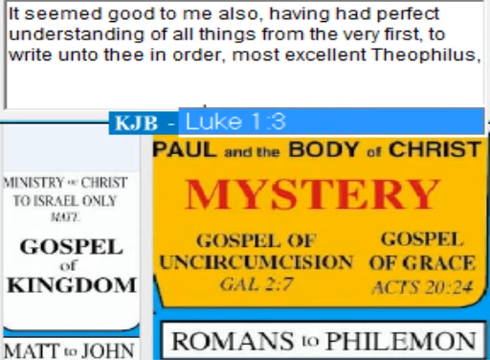 It seemed good to me also, having had perfect
understanding of all things from the very first, to
write unto thee in order, most excellent Theophilus,
KJB - Luke 1:3
MINISTRY OF CHRIST
TO ISRAEL ONLY
MATT.
GOSPEL
of
KINGDOM
MATT to JOHN
PAUL and the BODY of CHRIST
MYSTERY
GOSPEL OF
UNCIRCUMCISION
GAL 2:7
GOSPEL
OF GRACE
ACTS 20:24
ROMANS to PHILEMON